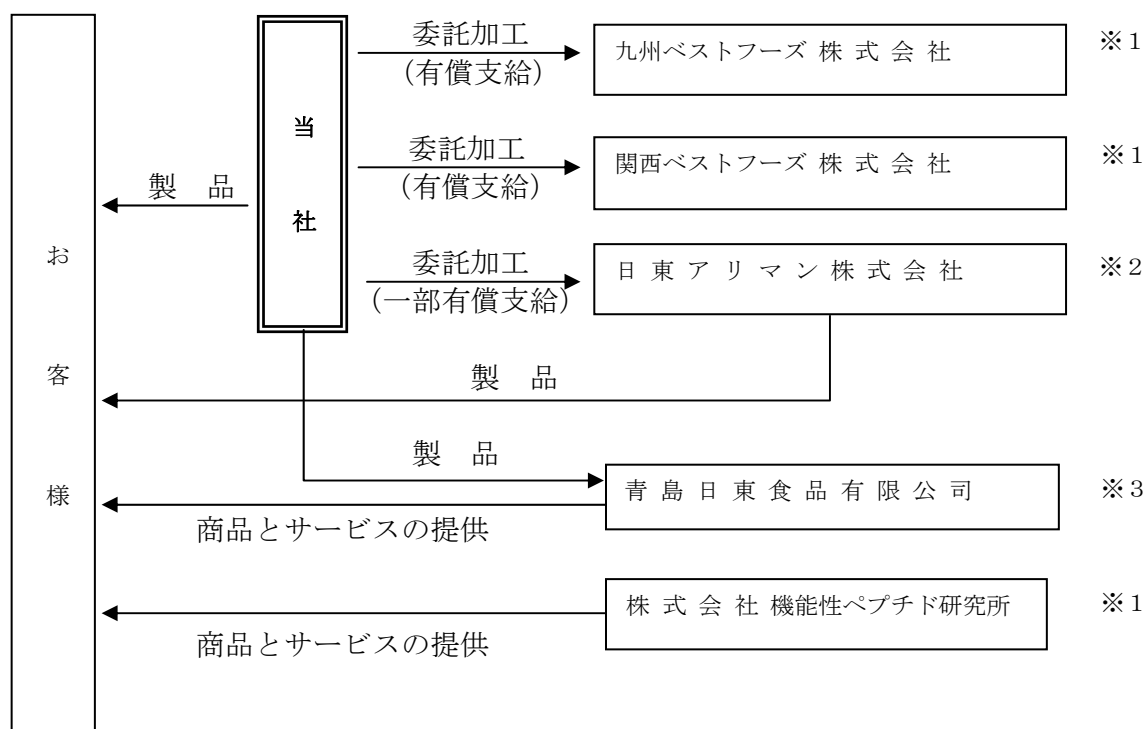 お客様
当社
製　品
委託加工
（有償支給）
九州ベストフーズ 株 式 会 社
※１
委託加工
（有償支給）
関西ベストフーズ 株 式 会 社
※１
委託加工
（一部有償支給）
日 東 ア リ マ ン 株 式 会 社
※２
製　品
製　品
青 島 日 東 食 品 有 限 公 司
※３
商品とサービスの提供
株 式 会 社 機能性ペプチド研究所
※１
商品とサービスの提供